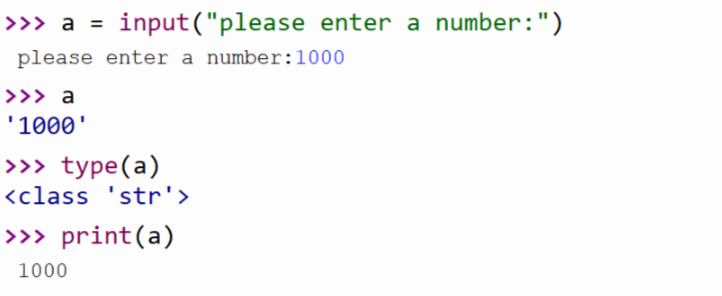 >>> a = input("please enter a number:")
please enter a number:1000
>>> a
'1000'
>>> type(a)
<class 'str'>
>>> print(a)
1000